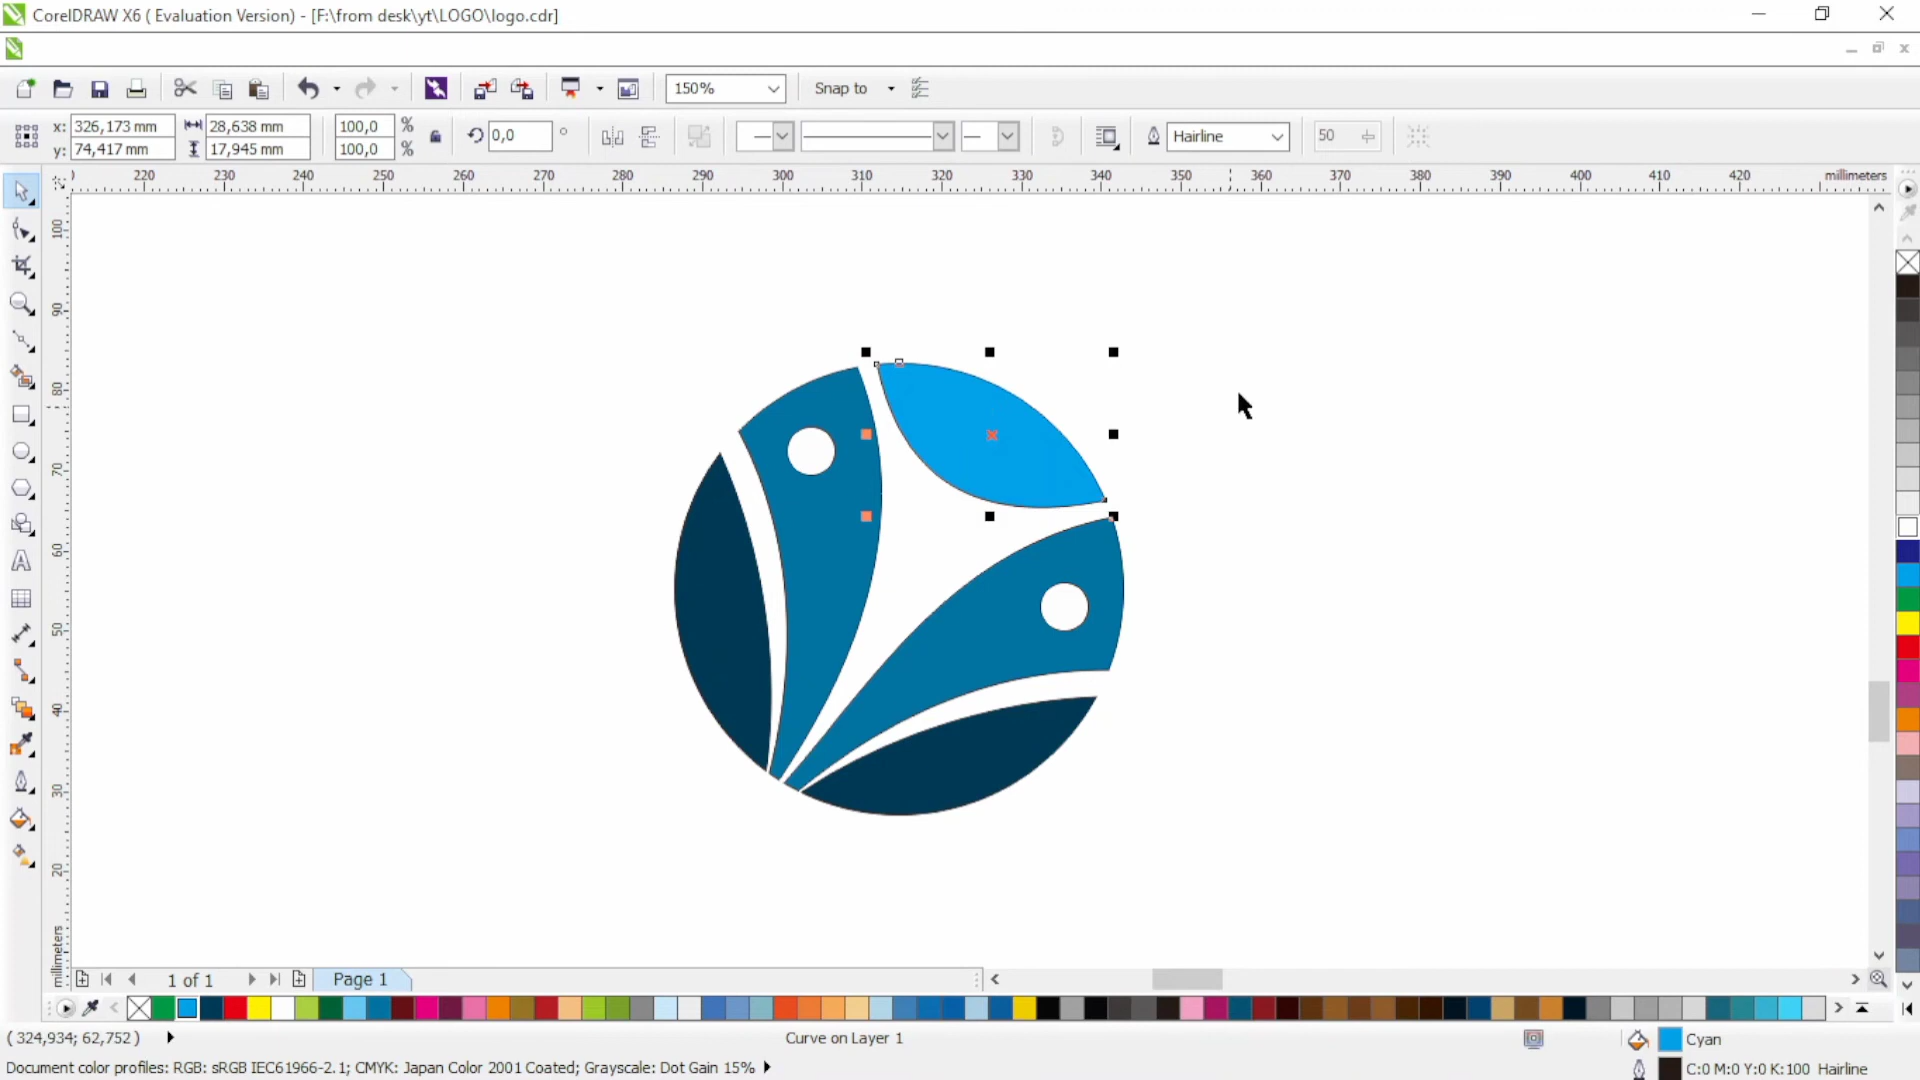 CorelDRAW X6 ( Evaluation Version) - [F:\from desk\yt\LOGO\logo.cdr]
150% Snap to
x: 326,173 mm 28,638 mm 100,0 % 0,0 ° Hairline 50
y: 74,417 mm 17,945 mm 100,0 %
220 230 240 250 260 270 280 290 300 310 320 330 340 350 360 370 380 390 400 410 420 millimeters
100
90
80
70
60
50
40
30
20
millimeters
1 of 1 Page 1
( 324,934; 62,752 ) Curve on Layer 1 Cyan
Document color profiles: RGB: sRGB IEC61966-2.1; CMYK: Japan Color 2001 Coated; Grayscale: Dot Gain 15% C:0 M:0 Y:0 K:100 Hairline